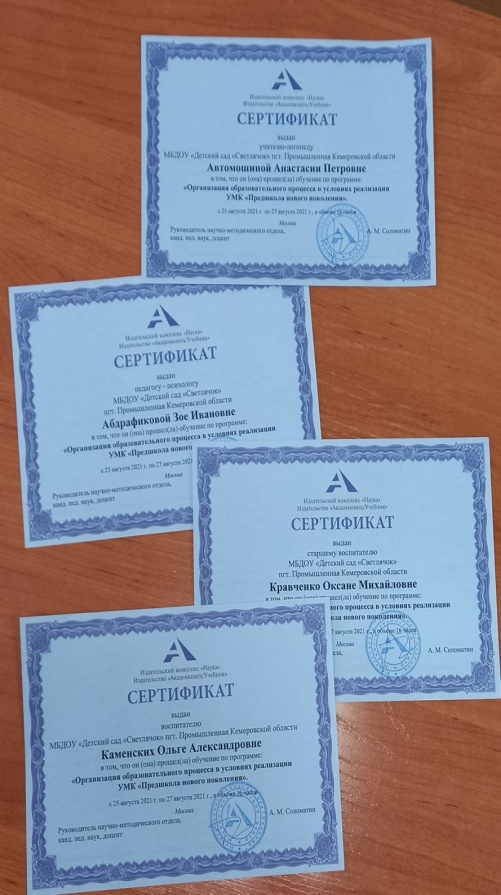 Издательский комплекс «Наука»
Издательство «Академкнига/Учебник»
СЕРТИФИКАТ
выдан
учителю-логопеду
МБДОУ «Детский сад «Светлячок» пгт. Промышленная Кемеровской области
Автомошиной Анастасии Петровне
в том, что он (она) прошел(ла) обучение по программе:
«Организация образовательного процесса в условиях реализации
УМК «Предшкола нового поколения».
с 25 августа 2021 г. по 27 августа 2021 г., в объеме 16 часов
Москва
Руководитель научно-методического отдела,
канд. пед. наук, доцент
А. М. Соломатин
Издательский комплекс «Наука»
Издательство «Академкнига/Учебник»
СЕРТИФИКАТ
выдан
педагогу - психологу
МБДОУ «Детский сад «Светлячок»
пгт. Промышленная Кемеровской области
Абдрафиковой Зое Ивановне
в том, что он (она) прошел(ла) обучение по программе:
«Организация образовательного процесса в условиях реализации
УМК «Предшкола нового
с 25 августа 2021 г. по 27 августа 2021
Москва
Руководитель научно-методического отдела,
канд. пед. наук, доцент
Издательский комплекс «Наука»
Издательство «Академкнига/Учебник»
СЕРТИФИКАТ
выдан
старшему воспитателю
МБДОУ «Детский сад «Светлячок»
пгт. Промышленная Кемеровской области
Кравченко Оксане Михайловне
в том, что он (она) прошел(ла) обучение по программе:
процесса в условиях реализации
нового поколения».
августа 2021 г., в объеме 16 часов
Москва
А. М. Соломатин
Издательский комплекс «Наука»
Издательство «Академкнига/Учебник»
СЕРТИФИКАТ
выдан
воспитателю
МБДОУ «Детский сад «Светлячок» пгт. Промышленная Кемеровской области
Каменских Ольге Александровне
в том, что он (она) прошел(ла) обучение по программе:
«Организация образовательного процесса в условиях реализации
УМК «Предшкола нового поколения».
с 25 августа 2021 г. по 27 августа 2021 г., в объеме 16 часов
Москва
Руководитель научно-методического отдела,
канд. пед. наук, доцент
А. М. Соломатин